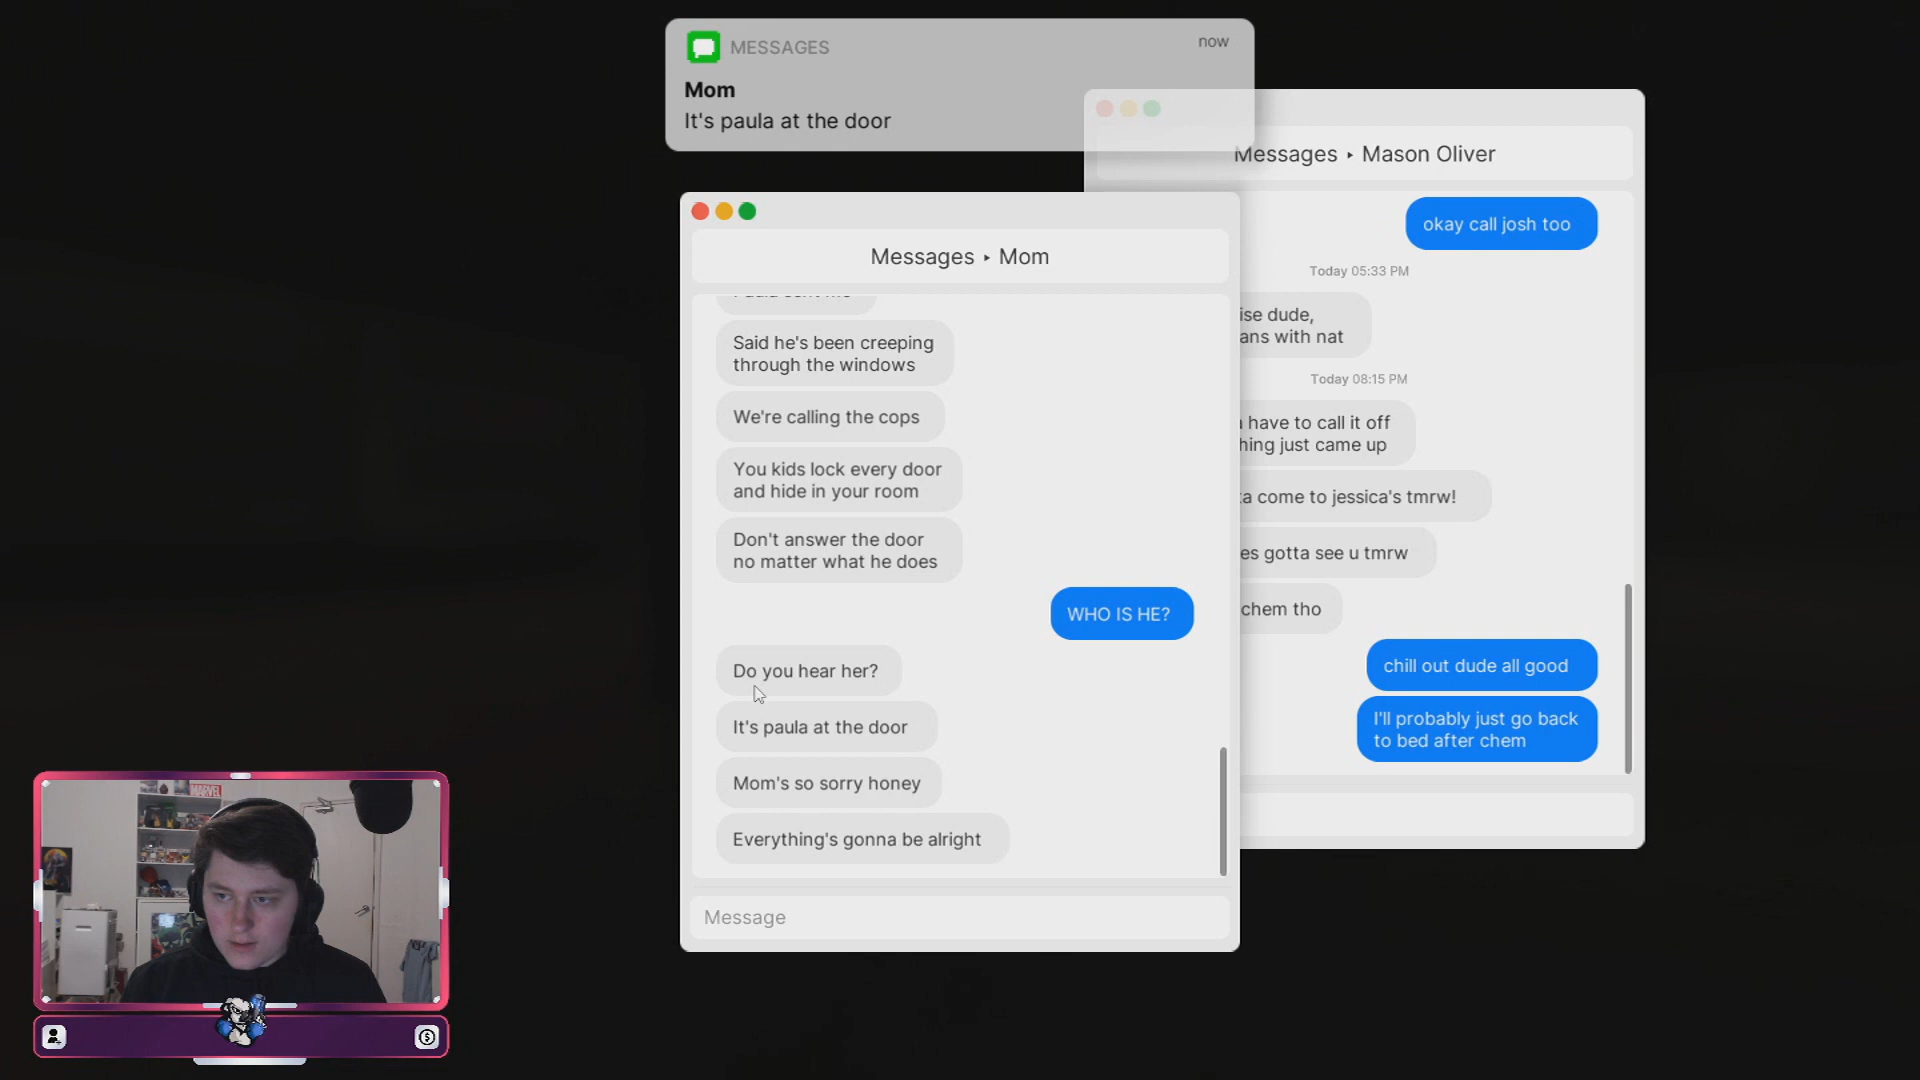 MESSAGES
now
Mom
It's paula at the door
Messages ‣ Mason Oliver
okay call josh too
Today 05:33 PM
ise dude,
ans with nat
Today 08:15 PM
have to call it off
hing just came up
ta come to jessica's tmrw!
es gotta see u tmrw
chem tho
chill out dude all good
I'll probably just go back
to bed after chem
Messages ‣ Mom
Said he's been creeping
through the windows
We're calling the cops
You kids lock every door
and hide in your room
Don't answer the door
no matter what he does
WHO IS HE?
Do you hear her?
It's paula at the door
Mom's so sorry honey
Everything's gonna be alright
Message
MARVEL